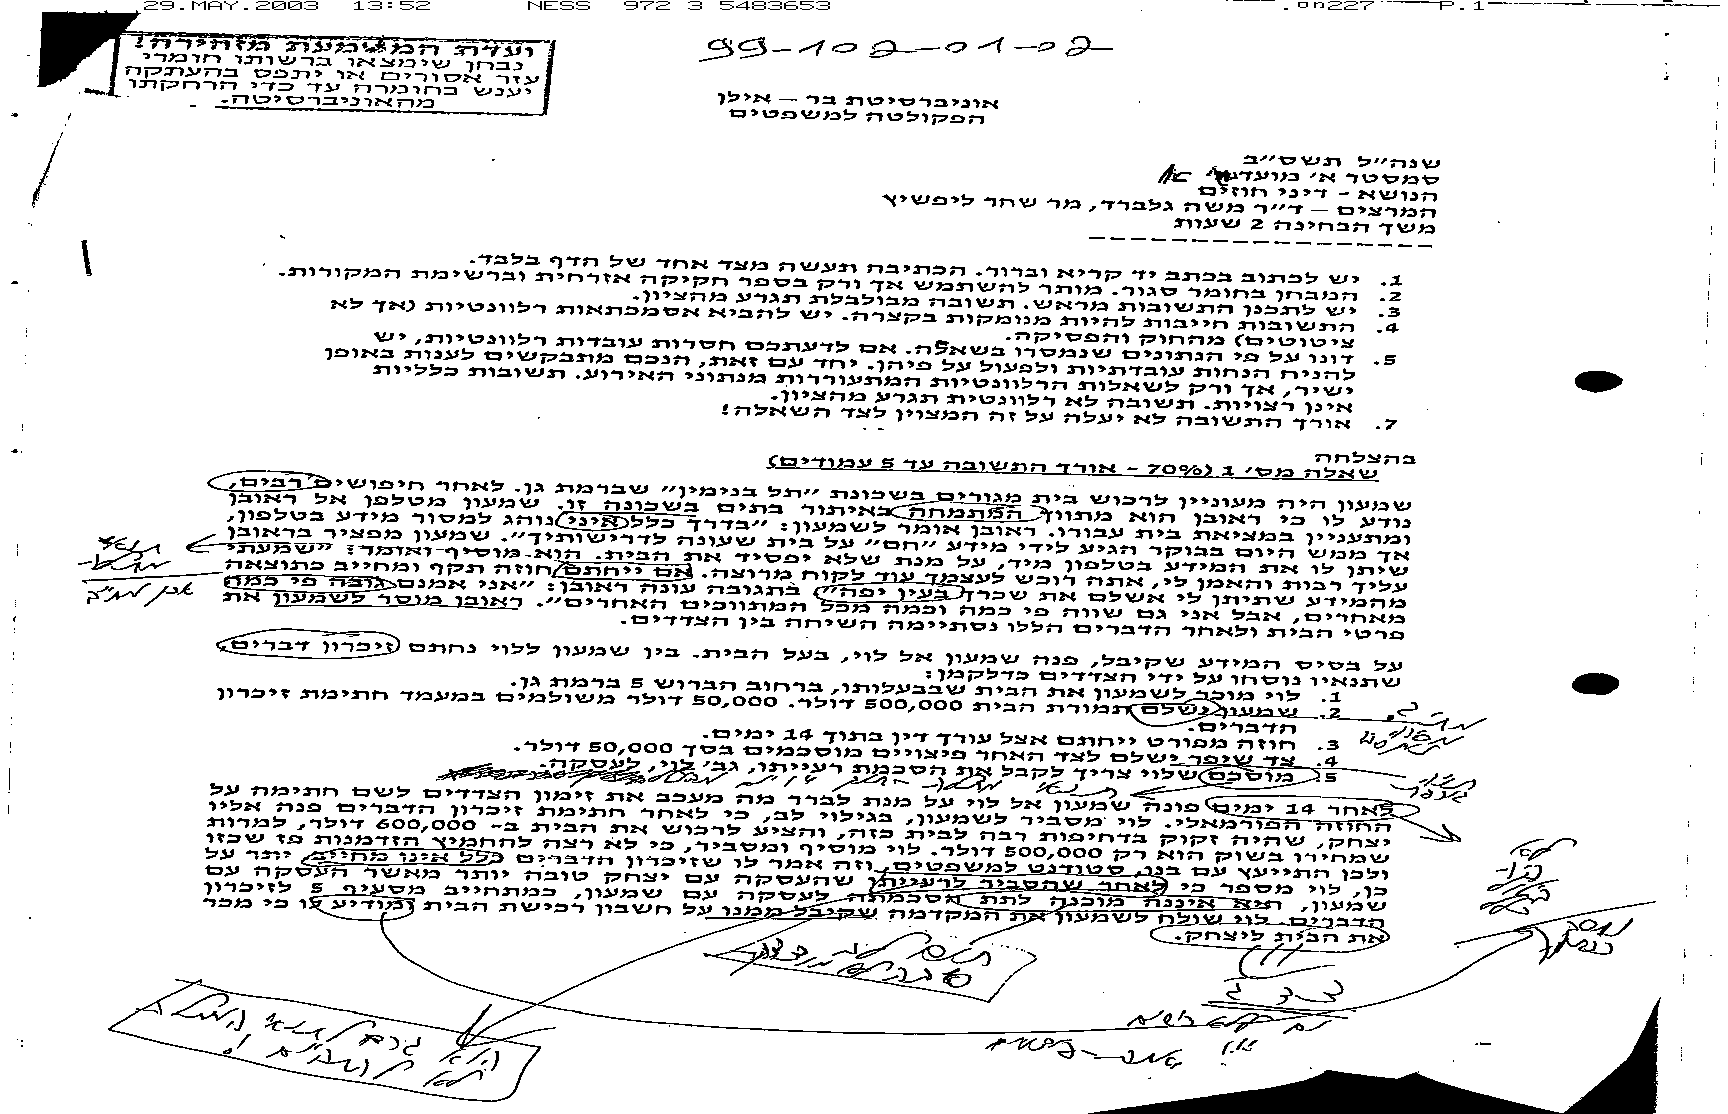 29.MAY.2003 13:52 NESS 972 3 5483653 P.1
99-102-01-02
ועדת המשמעת מזהירה!
נבחן שימצאו ברשותו חומרי
עזר אסורים או יתפס בהעתקה
יענש בחומרה עד כדי הרחקתו
מהאוניברסיטה.
אוניברסיטת בר – אילן
הפקולטה למשפטים
שנה"ל תשס"ב
סמסטר א' מועד
הנושא - דיני חוזים
המרצים – ד"ר משה גלברד, מר שחר ליפשיץ
משך הבחינה 2 שעות
1. יש לכתוב בכתב יד קריא וברור. הכתיבה תעשה מצד אחד של הדף בלבד.
2. המבחן בחומר סגור. מותר להשתמש אך ורק בספר חקיקה אזרחית וברשימת המקורות.
3. יש לתכנן התשובות מראש. תשובה מבולבלת תגרע מהציון.
4. התשובות חייבות להיות מנומקות בקצרה. יש להביא אסמכתאות רלוונטיות (אך לא
ציטוטים) מהחוק והפסיקה.
5. דונו על פי הנתונים שנמסרו בשאלה. אם לדעתכם חסרות עובדות רלוונטיות, יש
להניח הנחות עובדתיות ולפעול על פיהן. יחד עם זאת, הנכם מתבקשים לענות באופן
ישיר, אך ורק לשאלות הרלוונטיות המתעוררות מנתוני האירוע. תשובות כלליות
אינן רצויות. תשובה לא רלוונטית תגרע מהציון.
7. אורך התשובה לא יעלה על זה המצוין לצד השאלה!
בהצלחה
שאלה מס' 1 (70% - אורך התשובה עד 5 עמודים)
שמעון היה מעוניין לרכוש בית מגורים בשכונת "תל בנימין" שברמת גן. לאחר חיפושים רבים,
נודע לו כי ראובן הוא מתווך המתמחה באיתור בתים בשכונה זו. שמעון מטלפן אל ראובן
ומתעניין במציאת בית עבורו. ראובן אומר לשמעון: "בדרך כלל איני נוהג למסור מידע בטלפון,
אך ממש היום בבוקר הגיע לידי מידע "חם" על בית שעונה לדרישותיך". שמעון מפציר בראובן
שיתן לו את המידע בטלפון מיד, על מנת שלא יפסיד את הבית. הוא מוסיף ואומר: "שמעתי
עליך רבות והאמן לי, אתה רוכש לעצמך עוד לקוח מרוצה. אם ייחתם חוזה תקף ומחייב כתוצאה
מהמידע שתיתן לי אשלם את שכרך בעין יפה" בתגובה עונה ראובן: "אני אמנם גובה פי כמה
מאחרים, אבל אני גם שווה פי כמה וכמה מכל המתווכים האחרים". ראובן מוסר לשמעון את
פרטי הבית ולאחר הדברים הללו נסתיימה השיחה בין הצדדים.
על בסיס המידע שקיבל, פנה שמעון אל לוי, בעל הבית. בין שמעון ללוי נחתם זיכרון דברים,
שתנאיו נוסחו על ידי הצדדים כדלקמן:
1. לוי מוכר לשמעון את הבית שבבעלותו, ברחוב הברוש 5 ברמת גן.
2. שמעון ישלם תמורת הבית 500,000 דולר. 50,000 דולר משולמים במעמד חתימת זיכרון
הדברים.
3. חוזה מפורט ייחתם אצל עורך דין בתוך 14 ימים.
4. צד שיפר ישלם לצד האחר פיצויים מוסכמים בסך 50,000 דולר.
5. מוסכם שלוי צריך לקבל את הסכמת רעייתו, גב' לוי, לעסקה.
לאחר 14 ימים פונה שמעון אל לוי על מנת לברר מה מעכב את זימון הצדדים לשם חתימה על
החוזה הפורמאלי. לוי מסביר לשמעון, בגילוי לב, כי לאחר חתימת זיכרון הדברים פנה אליו
יצחק, שהיה זקוק בדחיפות רבה לבית כזה, והציע לרכוש את הבית ב- 600,000 דולר, למרות
שמחירו בשוק הוא רק 500,000 דולר. לוי מוסיף ומסביר, כי לא רצה להחמיץ הזדמנות פז שכזו
ולכן התייעץ עם בנו, סטודנט למשפטים, וזה אמר לו שזיכרון הדברים כלל אינו מחייב. יתר על
כן, לוי מספר כי לאחר שהסביר לרעייתו שהעסקה עם יצחק טובה יותר מאשר העסקה עם
שמעון, היא איננה מוכנה לתת הסכמתה לעסקה עם שמעון, כמתחייב מסעיף 5 לזיכרון
הדברים. לוי שולח לשמעון את המקדמה שקיבל ממנו על חשבון רכישת הבית ומודיע לו כי מכר
את הבית ליצחק.